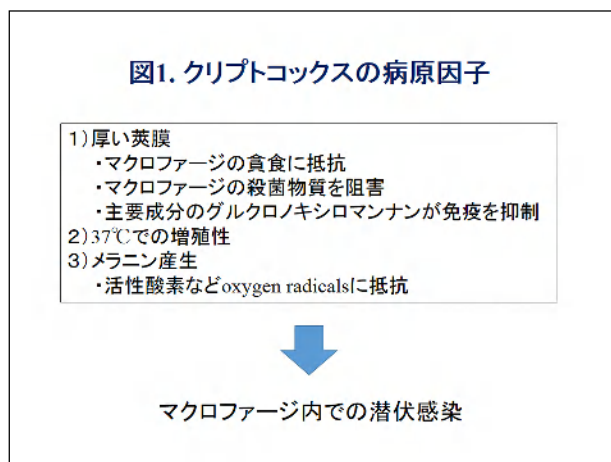 図1. クリプトコックスの病原因子
1）厚い莢膜
・マクロファージの貪食に抵抗
・マクロファージの殺菌物質を阻害
・主要成分のグルクロノキシロマンナンが免疫を抑制
2）37℃での増殖性
3）メラニン産生
・活性酸素などoxygen radicalsに抵抗
マクロファージ内での潜伏感染